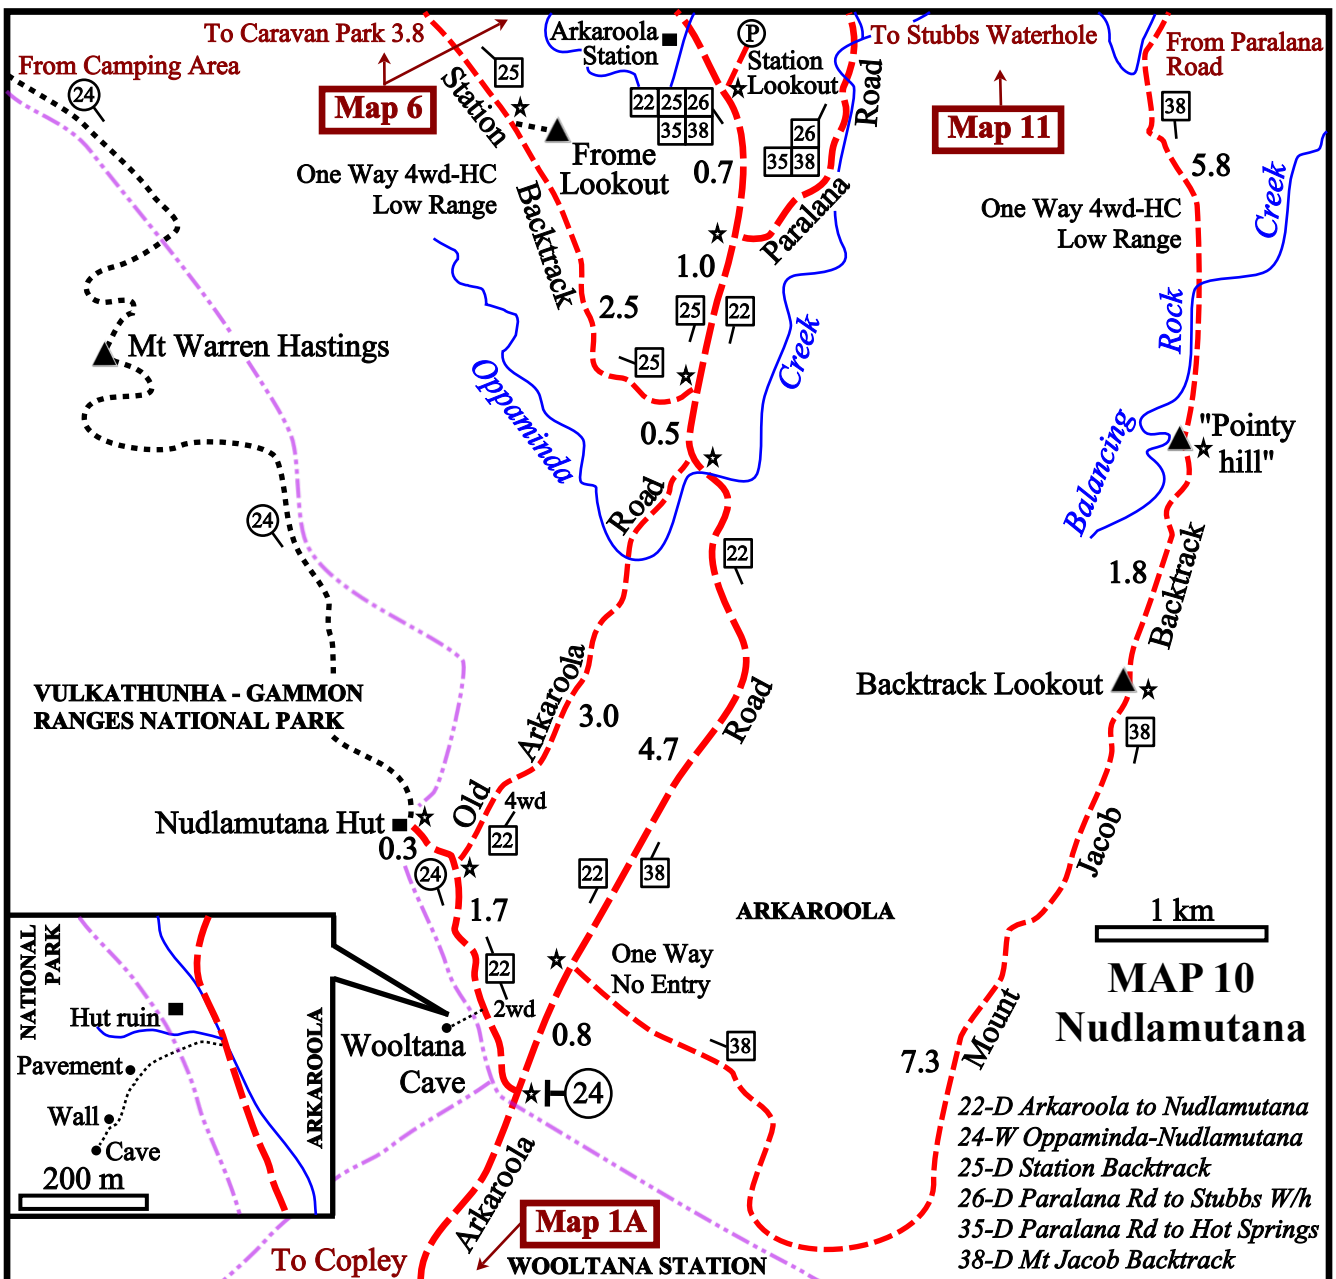 To Caravan Park 3.8
From Camping Area
24
Map 6
Station
25
Arkaroola
Station
P
Station
Lookout
22 25 26
35 38
26
35 38
Road
To Stubbs Waterhole
Map 11
From Paralana
Road
38
5.8
Frome
Lookout
One Way 4wd-HC
Low Range
Backtrack
0.7
Paralana
One Way 4wd-HC
Low Range
Creek
1.0
2.5
25
22
25
Rock
Creek
Mt Warren Hastings
Oppaminda
0.5
Balancing
"Pointy
hill"
Road
24
22
1.8
Backtrack
VULKATHUNHA - GAMMON
RANGES NATIONAL PARK
Arkaroola
3.0
4.7
Road
Backtrack Lookout
38
Old
4wd
22
Nudlamutana Hut
0.3
24
22
38
Jacob
1.7
ARKAROOLA
1 km
22
2wd
One Way
No Entry
MAP 10
Nudlamutana
NATIONAL
PARK
Hut ruin
Pavement
Wall
Cave
200 m
ARKAROOLA
Wooltana
Cave
0.8
24
38
7.3
Mount
22-D Arkaroola to Nudlamutana
24-W Oppaminda-Nudlamutana
25-D Station Backtrack
26-D Paralana Rd to Stubbs W/h
35-D Paralana Rd to Hot Springs
38-D Mt Jacob Backtrack
Arkaroola
Map 1A
To Copley
WOOLTANA STATION